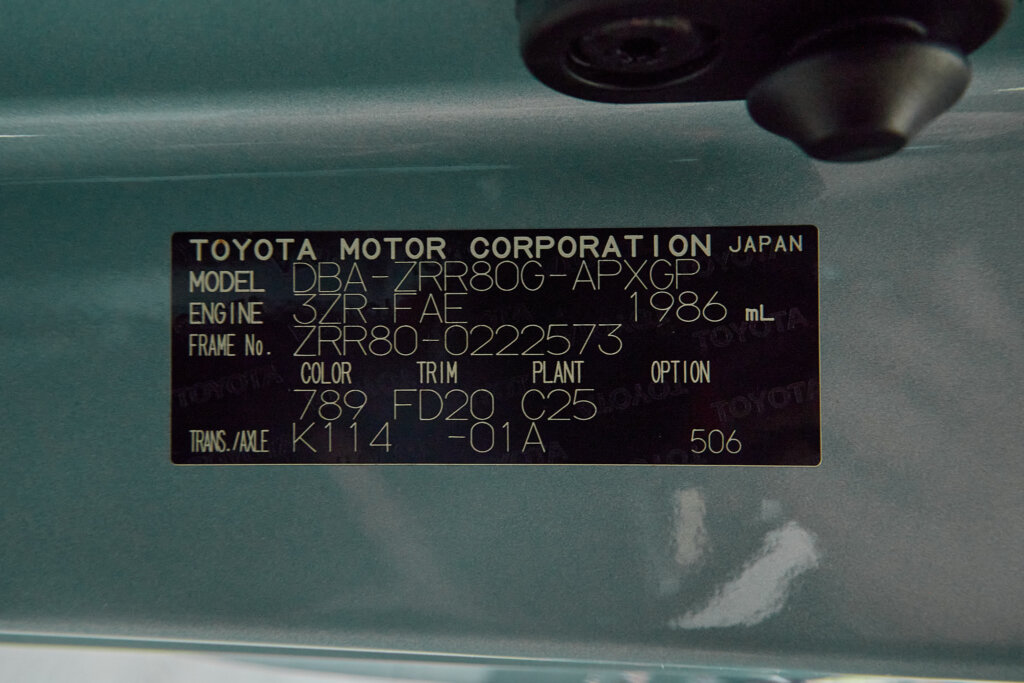 TOYOTA MOTOR CORPORATION JAPAN
MODEL DBA-ZRR80G-APXGP
ENGINE 3ZR-FAE 1986 mL
FRAME No. ZRR80-0222573
COLOR TRIM PLANT OPTION
789 FD20 C25
TRANS./AXLE K114 -01A 506